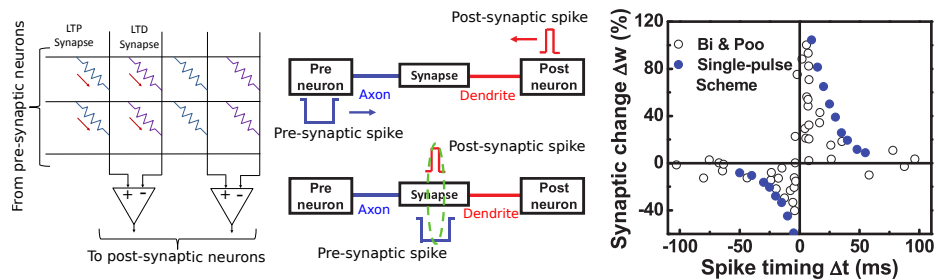 LTP
Synapse
LTD
Synapse
From pre-synaptic neurons
+ -
+ -
To post-synaptic neurons
Post-synaptic spike
Pre
neuron
Synapse
Post
neuron
Axon
Dendrite
Pre-synaptic spike
Post-synaptic spike
Pre
neuron
Synapse
Post
neuron
Axon
Dendrite
Pre-synaptic spike
Synaptic change Δw (%)
120
80
40
0
-40
Bi & Poo
Single-pulse
Scheme
-100
-50
0
50
100
Spike timing Δt (ms)